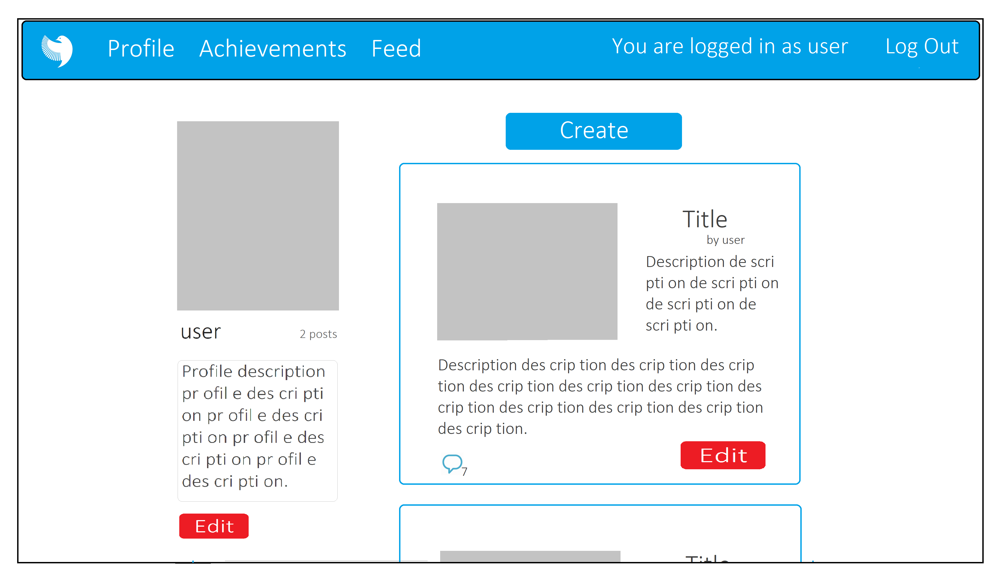 Profile Achievements Feed You are logged in as user Log Out
Create
user 2 posts
Profile description
pr ofil e des cri pti
on pr ofil e des cri
pti on pr ofil e des
cri pti on pr ofil e
des cri pti on.
Edit
Title
by user
Description de scri
pti on de scri pti on
de scri pti on de
scri pti on.
Description des crip tion des crip tion des crip
tion des crip tion des crip tion des crip tion des
crip tion des crip tion des crip tion des crip tion
des crip tion.
7
Edit
Title